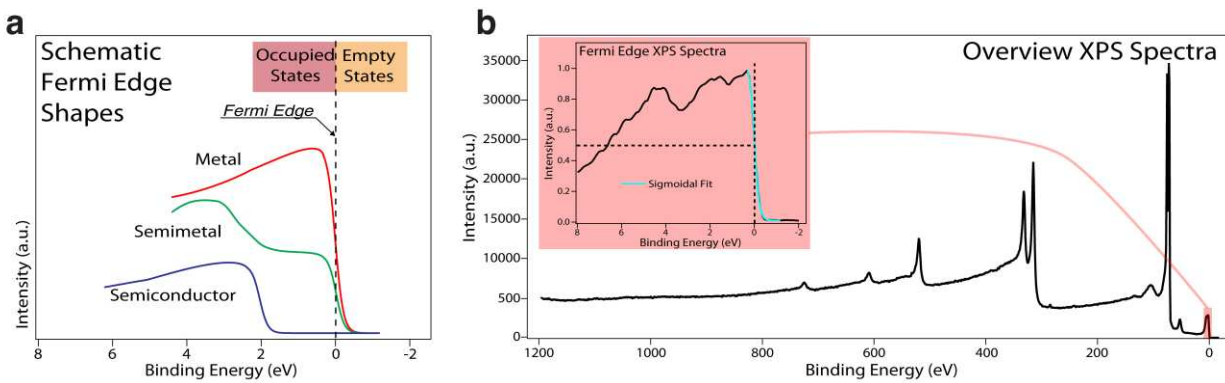 a
Schematic
Fermi Edge
Shapes
Occupied
States
Empty
States
Fermi Edge
Metal
Semimetal
Semiconductor
Intensity (a.u.)
8 6 4 2 0 -2
Binding Energy (eV)
b
Overview XPS Spectra
35000
30000
25000
20000
15000
10000
500
0
Intensity (a.u.)
1200 1000 800 600 400 200 0
Binding Energy (eV)
Fermi Edge XPS Spectra
1.0
0.8
0.6
0.4
0.2
0.0
Intensity (a.u.)
Sigmoidal Fit
8 6 4 2 0 -2
Binding Energy (eV)